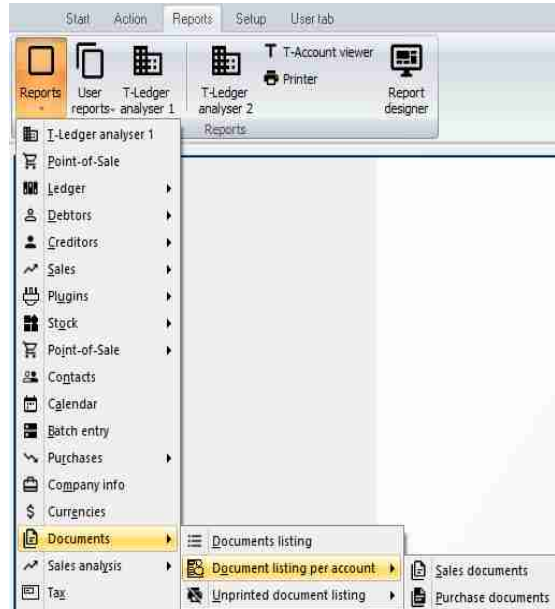 Start Action Reports Setup User tab
Reports
User reports
T-Ledger analyser 1
T-Ledger analyser 2
T-Account viewer
Printer
Report designer
Reports
T-Ledger analyser 1
Point-of-Sale
Ledger
Debtors
Creditors
Sales
Plugins
Stock
Point-of-Sale
Contacts
Calendar
Batch entry
Purchases
Company info
Currencies
Documents
Sales analysis
Tax
Documents listing
Document listing per account
Unprinted document listing
Sales documents
Purchase documents